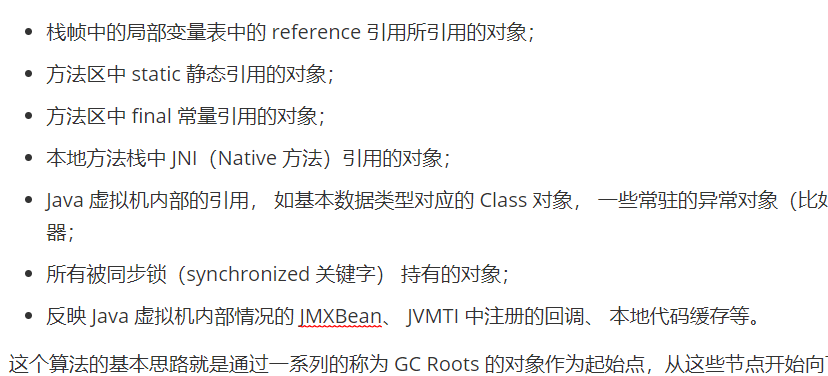 栈帧中的局部变量表中的 reference 引用所引用的对象；
方法区中 static 静态引用的对象；
方法区中 final 常量引用的对象；
本地方法栈中 JNI（Native 方法）引用的对象；
Java 虚拟机内部的引用， 如基本数据类型对应的 Class 对象， 一些常驻的异常对象（比如
器；
所有被同步锁（synchronized 关键字） 持有的对象；
反映 Java 虚拟机内部情况的 JMXBean、 JVMTI 中注册的回调、 本地代码缓存等。
这个算法的基本思路就是通过一系列的称为 GC Roots 的对象作为起始点，从这些节点开始向下